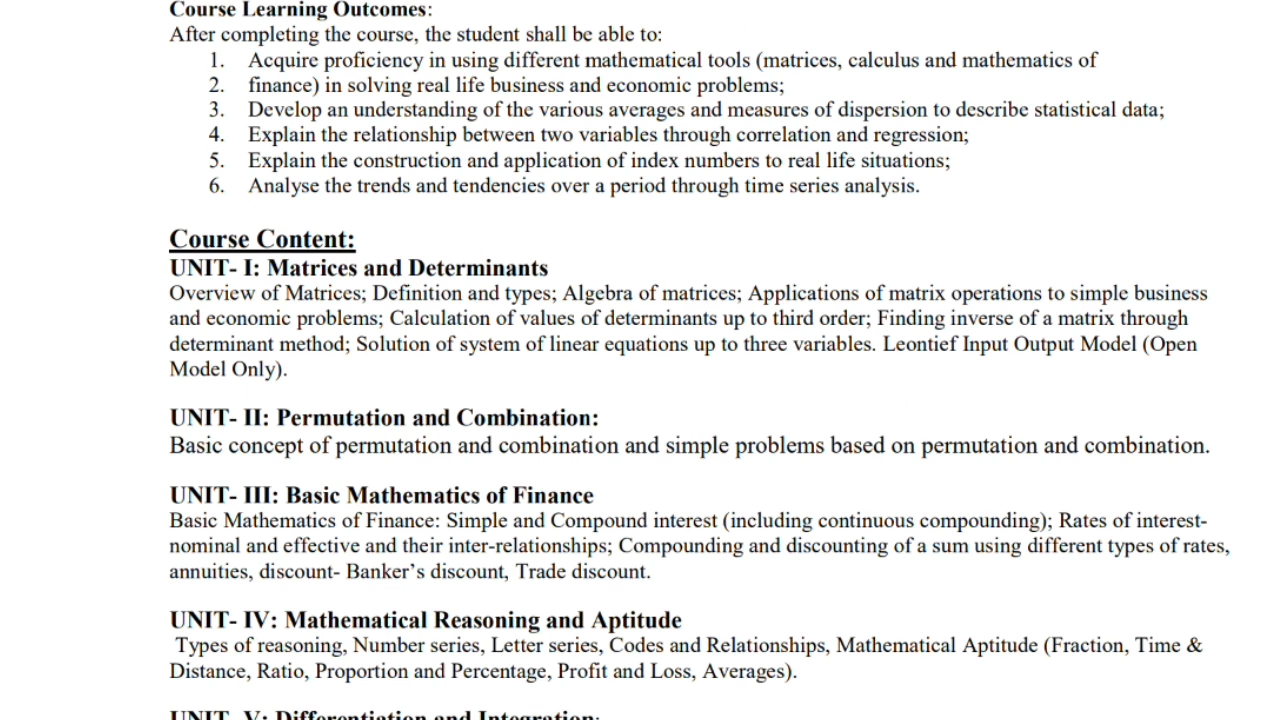 Course Learning Outcomes:
After completing the course, the student shall be able to:
1. Acquire proficiency in using different mathematical tools (matrices, calculus and mathematics of
2. finance) in solving real life business and economic problems;
3. Develop an understanding of the various averages and measures of dispersion to describe statistical data;
4. Explain the relationship between two variables through correlation and regression;
5. Explain the construction and application of index numbers to real life situations;
6. Analyse the trends and tendencies over a period through time series analysis.
Course Content:
UNIT- I: Matrices and Determinants
Overview of Matrices; Definition and types; Algebra of matrices; Applications of matrix operations to simple business
and economic problems; Calculation of values of determinants up to third order; Finding inverse of a matrix through
determinant method; Solution of system of linear equations up to three variables. Leontief Input Output Model (Open
Model Only).
UNIT- II: Permutation and Combination:
Basic concept of permutation and combination and simple problems based on permutation and combination.
UNIT- III: Basic Mathematics of Finance
Basic Mathematics of Finance: Simple and Compound interest (including continuous compounding); Rates of interest-
nominal and effective and their inter-relationships; Compounding and discounting of a sum using different types of rates,
annuities, discount- Banker’s discount, Trade discount.
UNIT- IV: Mathematical Reasoning and Aptitude
Types of reasoning, Number series, Letter series, Codes and Relationships, Mathematical Aptitude (Fraction, Time &
Distance, Ratio, Proportion and Percentage, Profit and Loss, Averages).
UNIT- V: Differentiation and Integration: